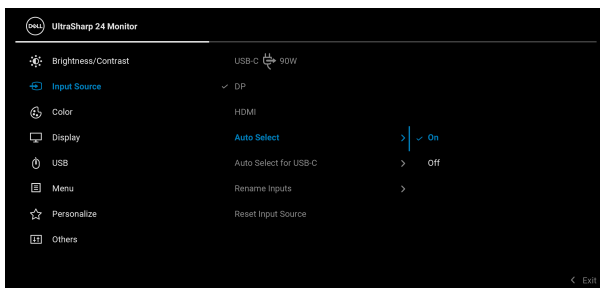 DELL UltraSharp 24 Monitor
Brightness/Contrast USB-C 90W
Input Source DP
Color HDMI
Display Auto Select On
USB Auto Select for USB-C Off
Menu Rename Inputs
Personalize Reset Input Source
Others
Exit